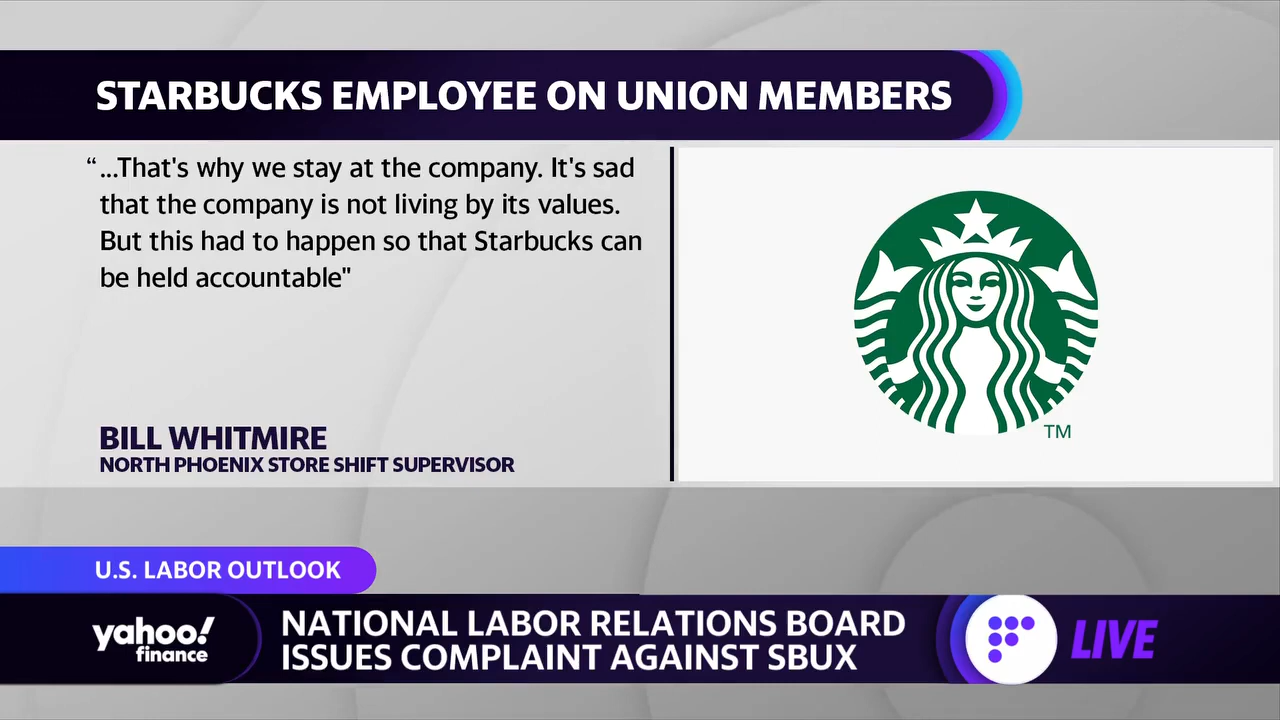 STARBUCKS EMPLOYEE ON UNION MEMBERS
“...That's why we stay at the company. It's sad
that the company is not living by its values.
But this had to happen so that Starbucks can
be held accountable"
BILL WHITMIRE
NORTH PHOENIX STORE SHIFT SUPERVISOR
TM
U.S. LABOR OUTLOOK
yahoo!
finance
NATIONAL LABOR RELATIONS BOARD
ISSUES COMPLAINT AGAINST SBUX
LIVE